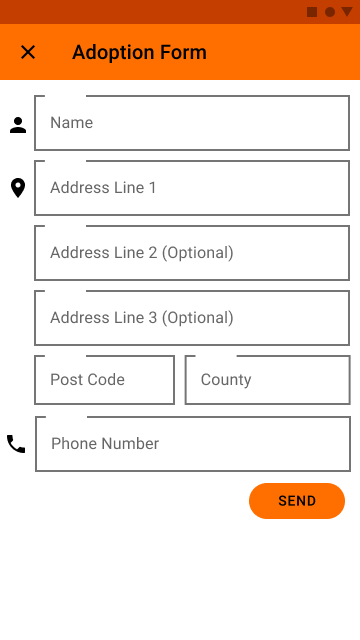 Adoption Form
Name
Address Line 1
Address Line 2 (Optional)
Address Line 3 (Optional)
Post Code
County
Phone Number
SEND